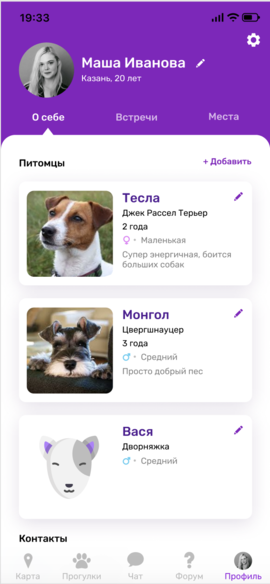 19:33
Маша Иванова
Казань, 20 лет
О себе
Встречи
Места
Питомцы
+ Добавить
Тесла
Джек Рассел Терьер
2 года
Маленькая
Супер энергичная, боится
больших собак
Монгол
Цвергшнауцер
3 года
Средний
Просто добрый пес
Вася
Дворняжка
Средний
Контакты
Карта
Прогулки
Чат
Форум
Профиль